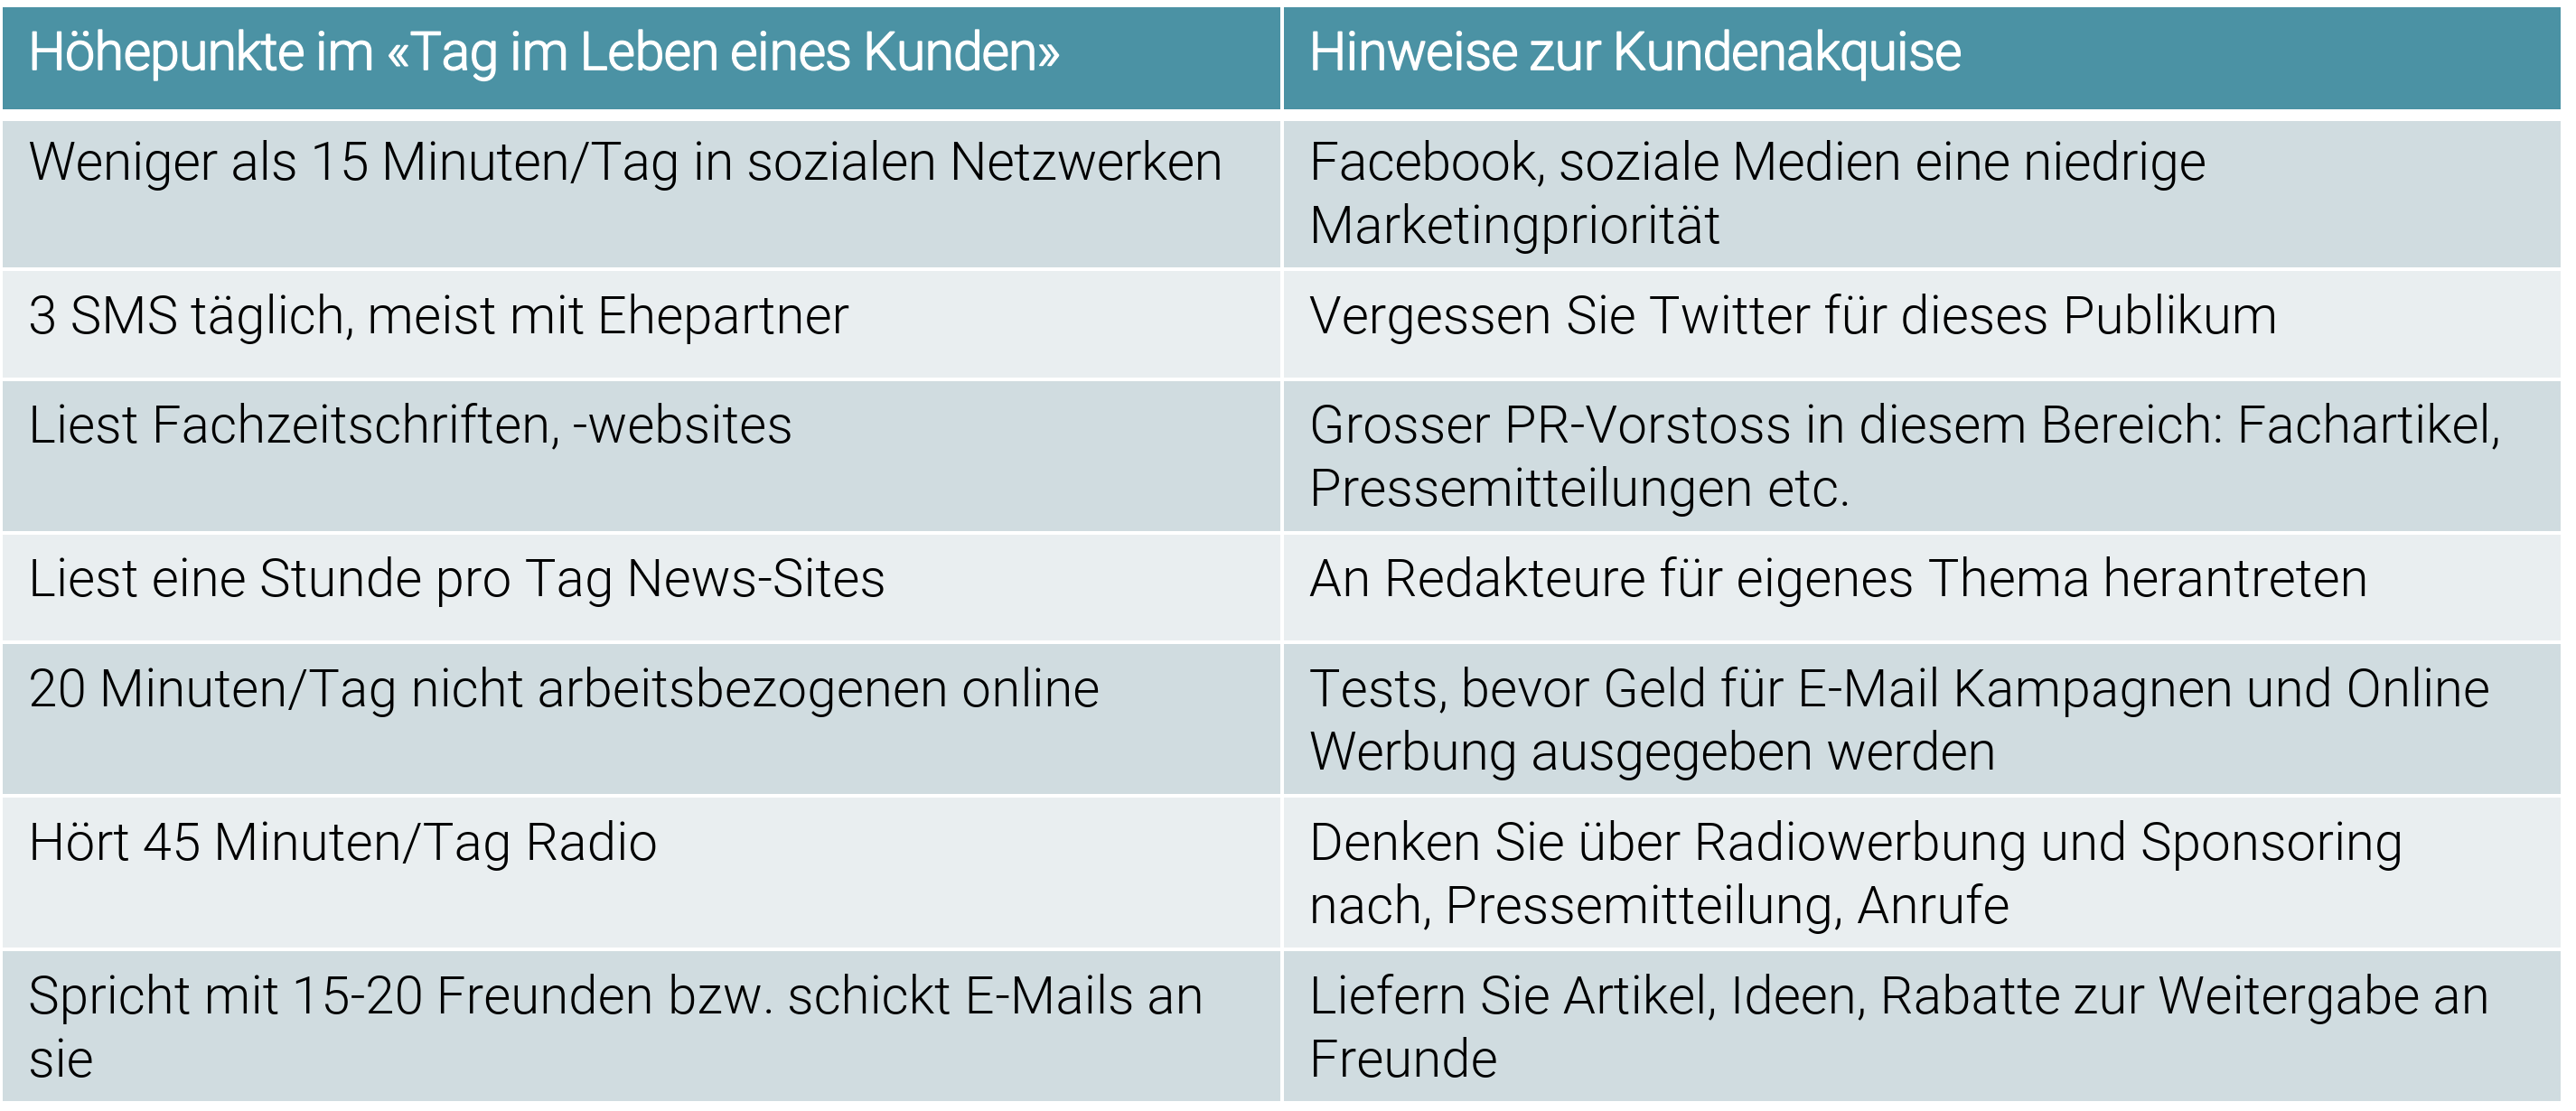 Höhepunkte im «Tag im Leben eines Kunden»
Hinweise zur Kundenakquise
Weniger als 15 Minuten/Tag in sozialen Netzwerken
Facebook, soziale Medien eine niedrige
Marketingpriorität
3 SMS täglich, meist mit Ehepartner
Vergessen Sie Twitter für dieses Publikum
Liest Fachzeitschriften, -websites
Grosser PR-Vorstoss in diesem Bereich: Fachartikel,
Pressemitteilungen etc.
Liest eine Stunde pro Tag News-Sites
An Redakteure für eigenes Thema herantreten
20 Minuten/Tag nicht arbeitsbezogenen online
Tests, bevor Geld für E-Mail Kampagnen und Online
Werbung ausgegeben werden
Hört 45 Minuten/Tag Radio
Denken Sie über Radiowerbung und Sponsoring
nach, Pressemitteilung, Anrufe
Spricht mit 15-20 Freunden bzw. schickt E-Mails an
sie
Liefern Sie Artikel, Ideen, Rabatte zur Weitergabe an
Freunde